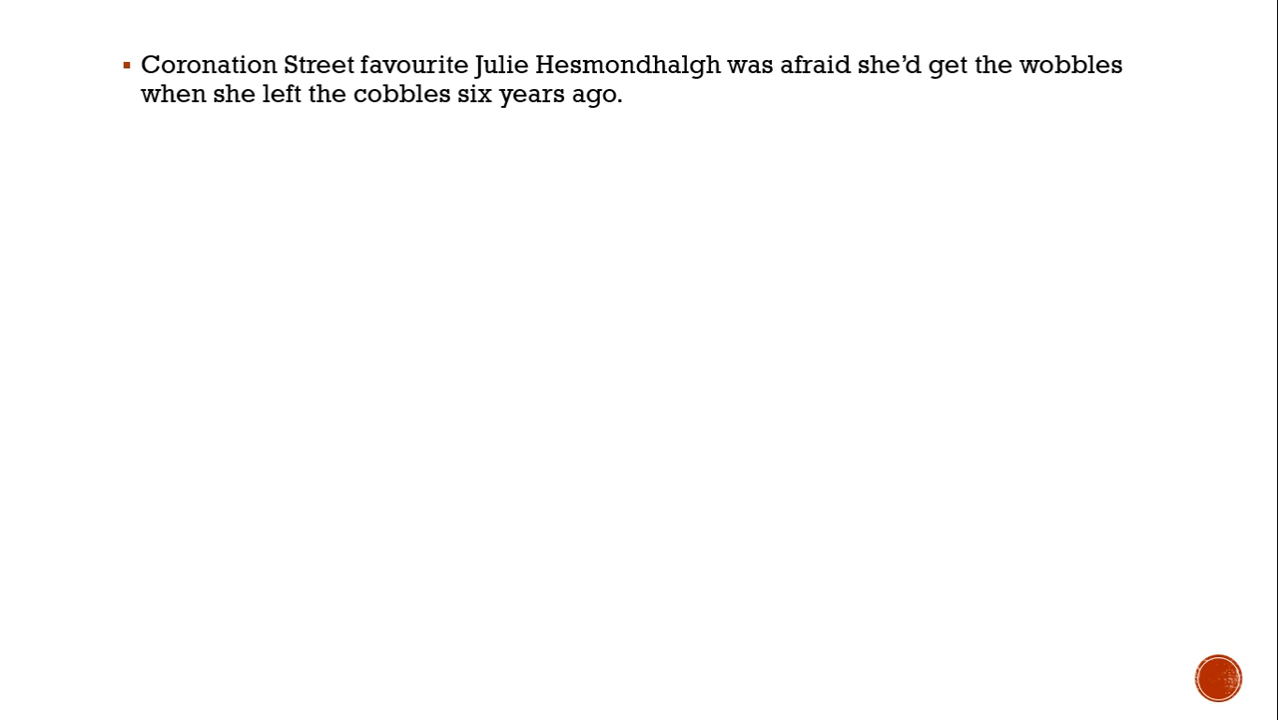 ▪ Coronation Street favourite Julie Hesmondhalgh was afraid she’d get the wobbles
when she left the cobbles six years ago.